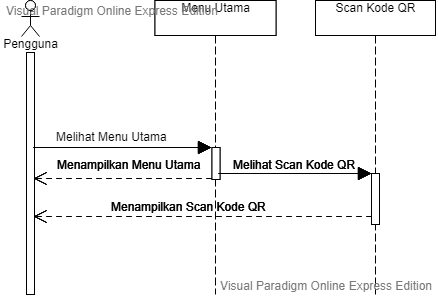 Visual Paradigm Online Express Edition
Menu Utama
Scan Kode QR
Pengguna
Melihat Menu Utama
Menampilkan Menu Utama
Melihat Scan Kode QR
Menampilkan Scan Kode QR
Visual Paradigm Online Express Edition